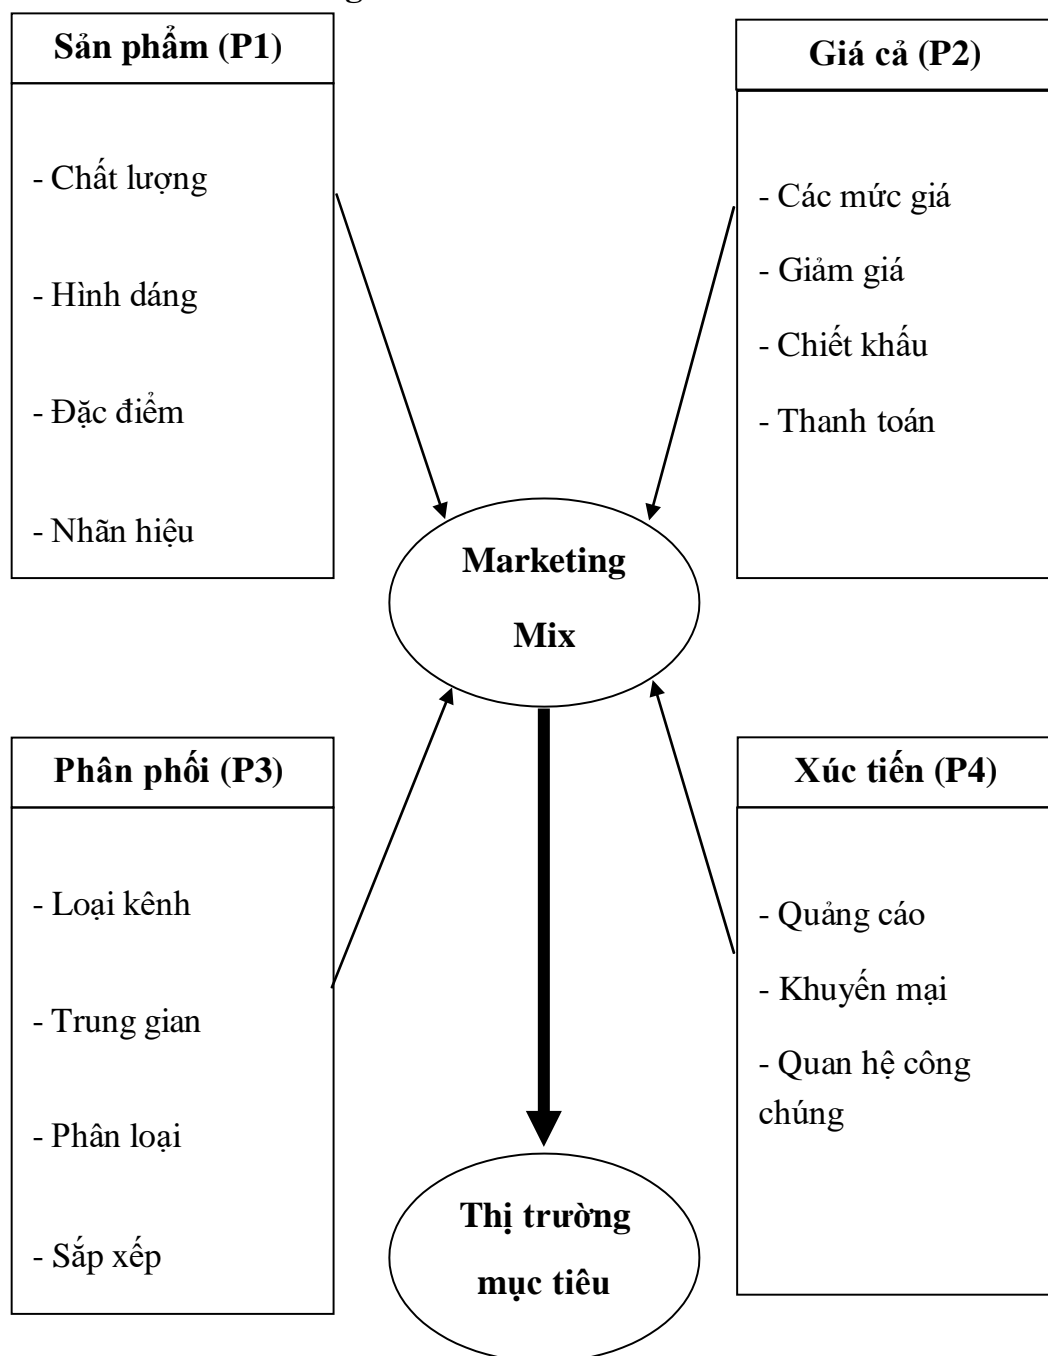 Sản phẩm (P1)
- Chất lượng
- Hình dáng
- Đặc điểm
- Nhãn hiệu
Giá cả (P2)
- Các mức giá
- Giảm giá
- Chiết khấu
- Thanh toán
Marketing
Mix
Phân phối (P3)
- Loại kênh
- Trung gian
- Phân loại
- Sắp xếp
Xúc tiến (P4)
- Quảng cáo
- Khuyến mại
- Quan hệ công
chúng
Thị trường
mục tiêu